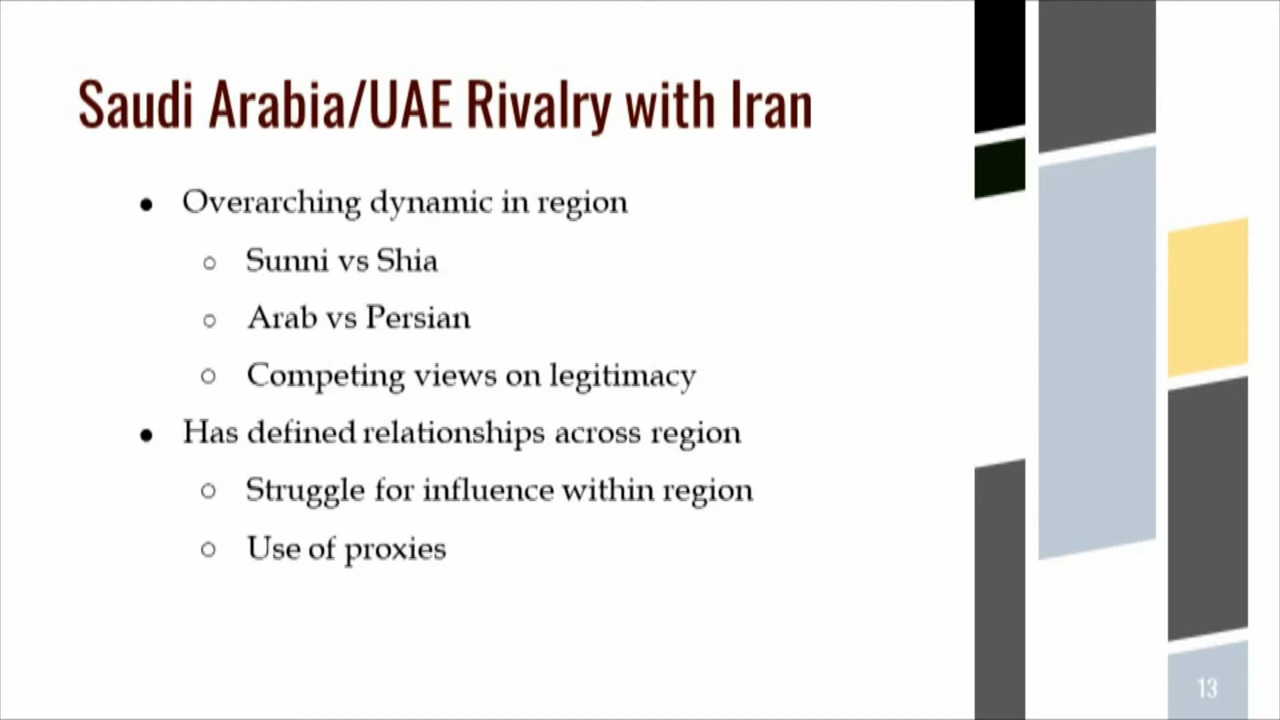 Saudi Arabia/UAE Rivalry with Iran
● Overarching dynamic in region
○ Sunni vs Shia
○ Arab vs Persian
○ Competing views on legitimacy
● Has defined relationships across region
○ Struggle for influence within region
○ Use of proxies
13